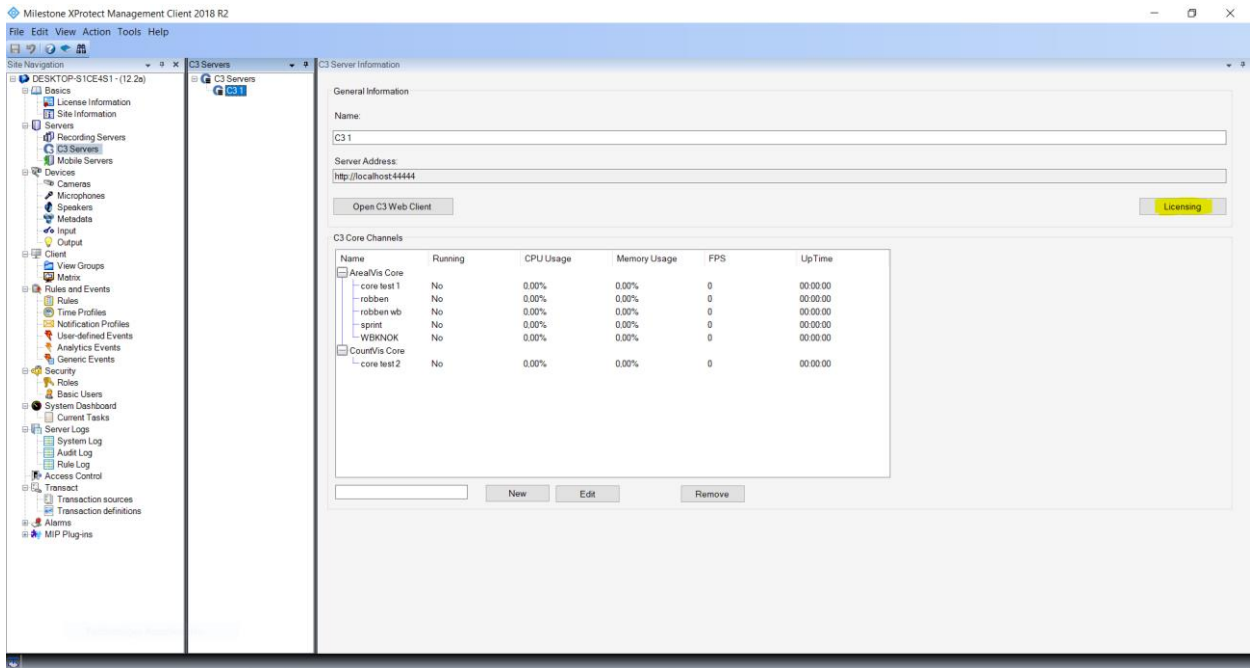 Milestone XProtect Management Client 2018 R2
File Edit View Action Tools Help
Site Navigation
DESKTOP-S1CE4S1 - (12.2a)
Basics
License Information
Site Information
Servers
Recording Servers
C3 Servers
Mobile Servers
Devices
Cameras
Microphones
Speakers
Metadata
Input
Output
Client
View Groups
Matrix
Rules and Events
Rules
Time Profiles
Notification Profiles
User-defined Events
Analytics Events
Generic Events
Security
Roles
Basic Users
System Dashboard
Current Tasks
Server Logs
System Log
Audit Log
Rule Log
Access Control
Transact
Transaction sources
Transaction definitions
Alarms
MIP Plug-ins
C3 Servers
C3 Servers
C3 1
C3 Server Information
General Information
Name:
C3 1
Server Address:
http://localhost:44444
Open C3 Web Client Licensing
C3 Core Channels
Name Running CPU Usage Memory Usage FPS UpTime
ArealVis Core
core test 1 No 0,00% 0,00% 0 00:00:00
robben No 0,00% 0,00% 0 00:00:00
robben wb No 0,00% 0,00% 0 00:00:00
sprint No 0,00% 0,00% 0 00:00:00
WBKNOK No 0,00% 0,00% 0 00:00:00
CountVis Core
core test 2 No 0,00% 0,00% 0 00:00:00
New Edit Remove